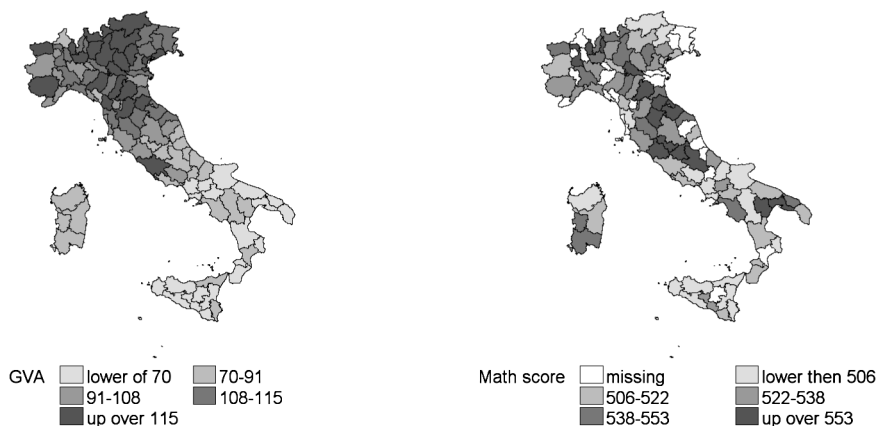 GVA
lower of 70
70-91
91-108
108-115
up over 115
Math score
missing
lower then 506
506-522
522-538
538-553
up over 553